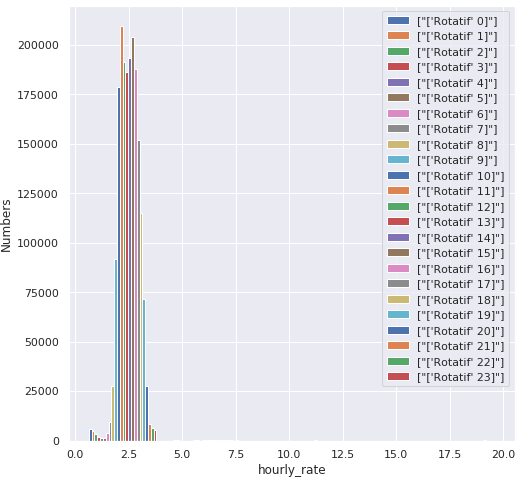 200000
175000
150000
125000
100000
75000
50000
25000
0
Numbers
0.0 2.5 5.0 7.5 10.0 12.5 15.0 17.5 20.0
hourly_rate
["['Rotatif' 0]"]
["['Rotatif' 1]"]
["['Rotatif' 2]"]
["['Rotatif' 3]"]
["['Rotatif' 4]"]
["['Rotatif' 5]"]
["['Rotatif' 6]"]
["['Rotatif' 7]"]
["['Rotatif' 8]"]
["['Rotatif' 9]"]
["['Rotatif' 10]"]
["['Rotatif' 11]"]
["['Rotatif' 12]"]
["['Rotatif' 13]"]
["['Rotatif' 14]"]
["['Rotatif' 15]"]
["['Rotatif' 16]"]
["['Rotatif' 17]"]
["['Rotatif' 18]"]
["['Rotatif' 19]"]
["['Rotatif' 20]"]
["['Rotatif' 21]"]
["['Rotatif' 22]"]
["['Rotatif' 23]"]